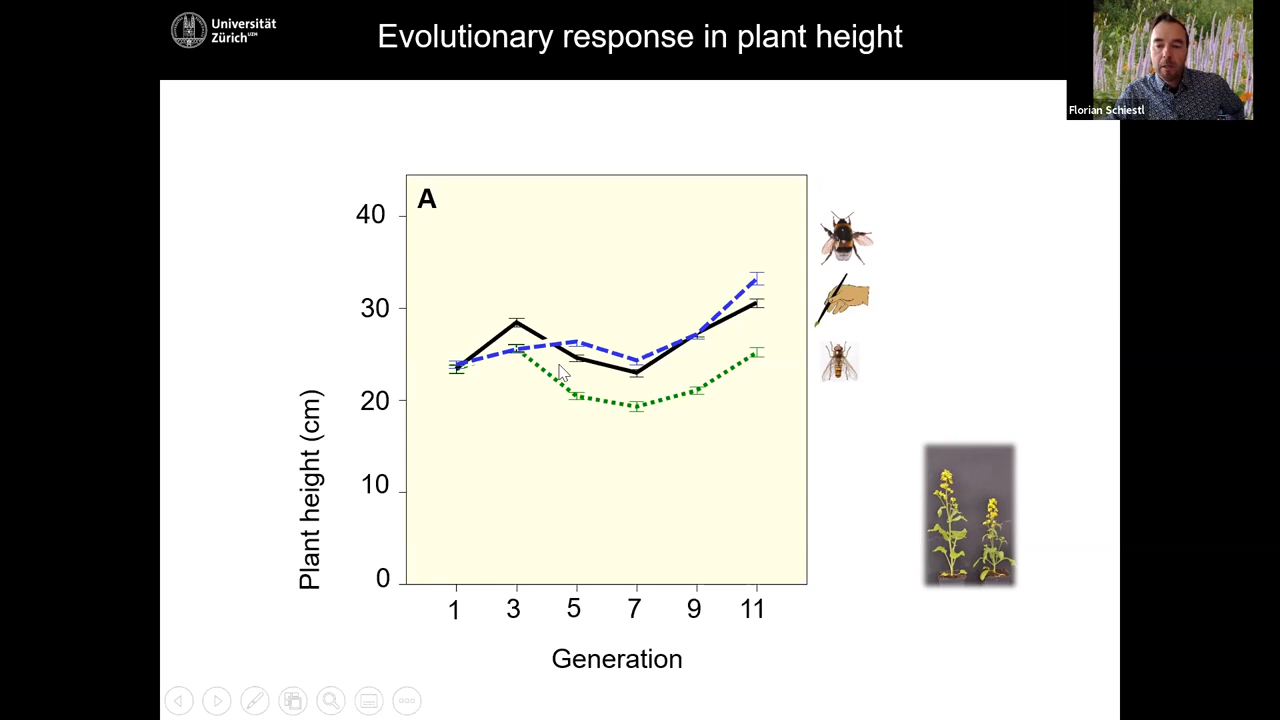 Universität
Zürich UZH
Evolutionary response in plant height
Florian Schiestl
A
40
30
20
10
0
Plant height (cm)
1 3 5 7 9 11
Generation